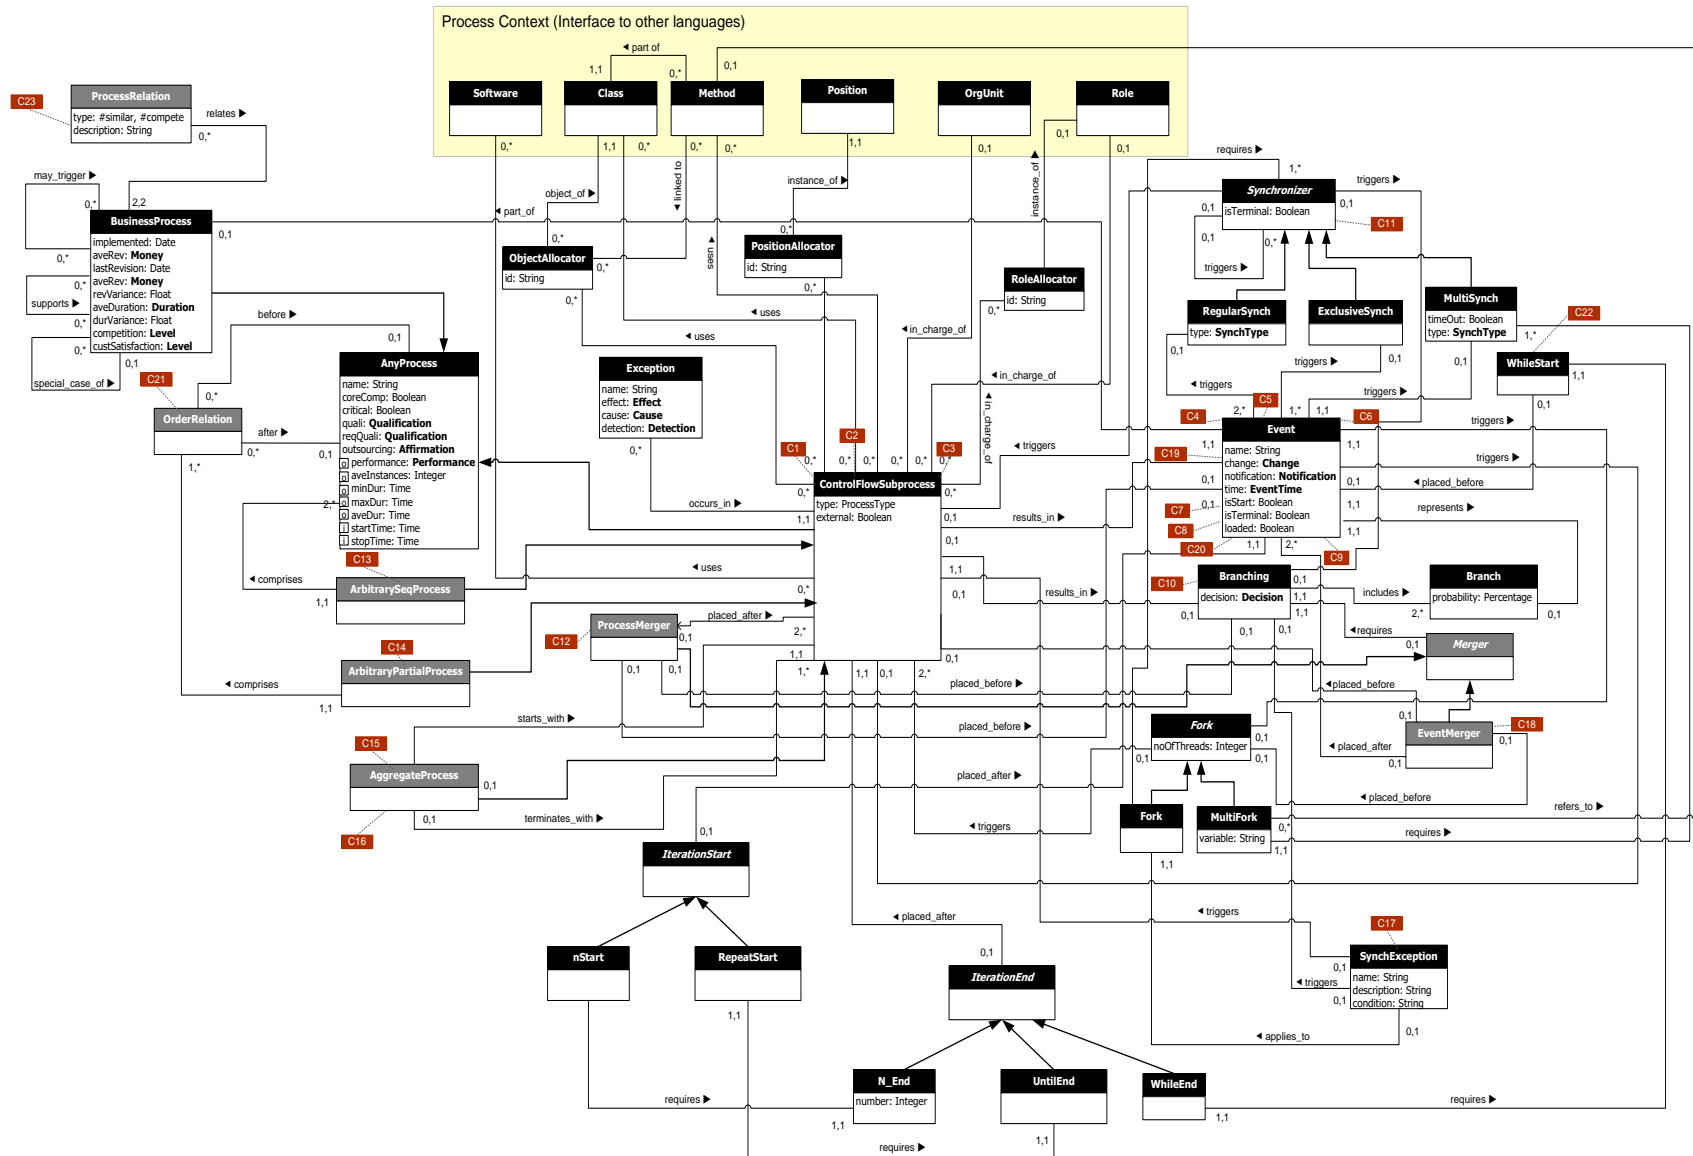 Process Context (Interface to other languages)
◄ part of
1,1
0,*
0,1
Software
Class
Method
Position
OrgUnit
Role
0,*
1,1
0,*
0,*
0,*
1,1
0,1
0,1
0,1
C23
ProcessRelation
type: #similar, #compete
description: String
relates ►
0,*
may_trigger ►
0,*
2,2
0,*
BusinessProcess
implemented: Date
aveRev: Money
lastRevision: Date
aveRev: Money
revVariance: Float
aveDuration: Duration
durVariance: Float
competition: Level
custSatisfaction: Level
0,1
supports ►
0,*
0,*
0,*
0,1
special_case_of ►
before ►
0,1
C21
OrderRelation
0,*
after ►
0,*
0,1
1,*
AnyProcess
name: String
coreComp: Boolean
critical: Boolean
quali: Qualification
reqQuali: Qualification
outsourcing: Affirmation
o performance: Performance
i aveInstances: Integer
o minDur: Time
o maxDur: Time
o aveDur: Time
i startTime: Time
i stopTime: Time
2,*
object_of ►
◄ part_of
◄ linked to
instance_of ►
instance_of ►
0,*
0,*
ObjectAllocator
id: String
0,*
0,*
◄ uses
PositionAllocator
id: String
RoleAllocator
id: String
0,*
◄ uses
◄ uses
◄ in_charge_of
◄ in_charge_of
◄ in_charge_of
Exception
name: String
effect: Effect
cause: Cause
detection: Detection
0,*
occurs_in ►
C1
C2
C3
0,*
0,*
0,*
0,*
0,*
0,*
0,*
0,*
ControlFlowSubprocess
type: ProcessType
external: Boolean
1,1
0,1
0,1
1,1
0,1
0,*
2,*
1,1
1,*
1,1
0,1
2,*
0,1
requires ►
1,*
Synchronizer
isTerminal: Boolean
0,1
0,1
0,1
0,*
triggers ►
triggers ►
C11
RegularSynch
type: SynchType
0,1
ExclusiveSynch
0,1
MultiSynch
timeOut: Boolean
type: SynchType
1,*
0,1
C22
WhileStart
1,1
0,1
triggers ►
triggers ►
triggers ►
◄ triggers
C4
C5
C6
2,*
1,*
1,1
Event
name: String
change: Change
notification: Notification
time: EventTime
isStart: Boolean
isTerminal: Boolean
loaded: Boolean
1,1
0,1
0,1
1,1
0,1
1,1
1,1
1,1
2,*
C19
C7
C8
C20
C9
triggers ►
triggers ►
◄ placed_before
represents ►
results_in ►
results_in ►
C10
Branching
decision: Decision
0,1
1,1
1,1
0,1
0,1
0,1
includes ►
2,*
Branch
probability: Percentage
0,1
◄ requires
0,1
Merger
◄ uses
C13
◄ comprises
1,1
ArbitrarySeqProcess
C12
ProcessMerger
◄ placed_after
0,1
0,1
0,1
C14
ArbitraryPartialProcess
◄ comprises
1,1
placed_before ►
placed_before ►
starts_with ►
C15
AggregateProcess
0,1
0,1
C16
terminates_with ►
placed_after ►
◄ placed_before
0,1
EventMerger
C18
0,1
0,1
◄ placed_after
◄ placed_before
Fork
noOfThreads: Integer
0,1
0,1
0,1
◄ triggers
Fork
1,1
MultiFork
variable: String
0,*
1,1
refers_to ►
requires ►
0,1
IterationStart
nStart
RepeatStart
1,1
◄ placed_after
0,1
IterationEnd
◄ triggers
C17
SynchException
name: String
description: String
condition: String
0,1
0,1
◄ triggers
0,1
◄ applies_to
N_End
number: Integer
1,1
UntilEnd
1,1
WhileEnd
1,1
requires ►
requires ►
requires ►